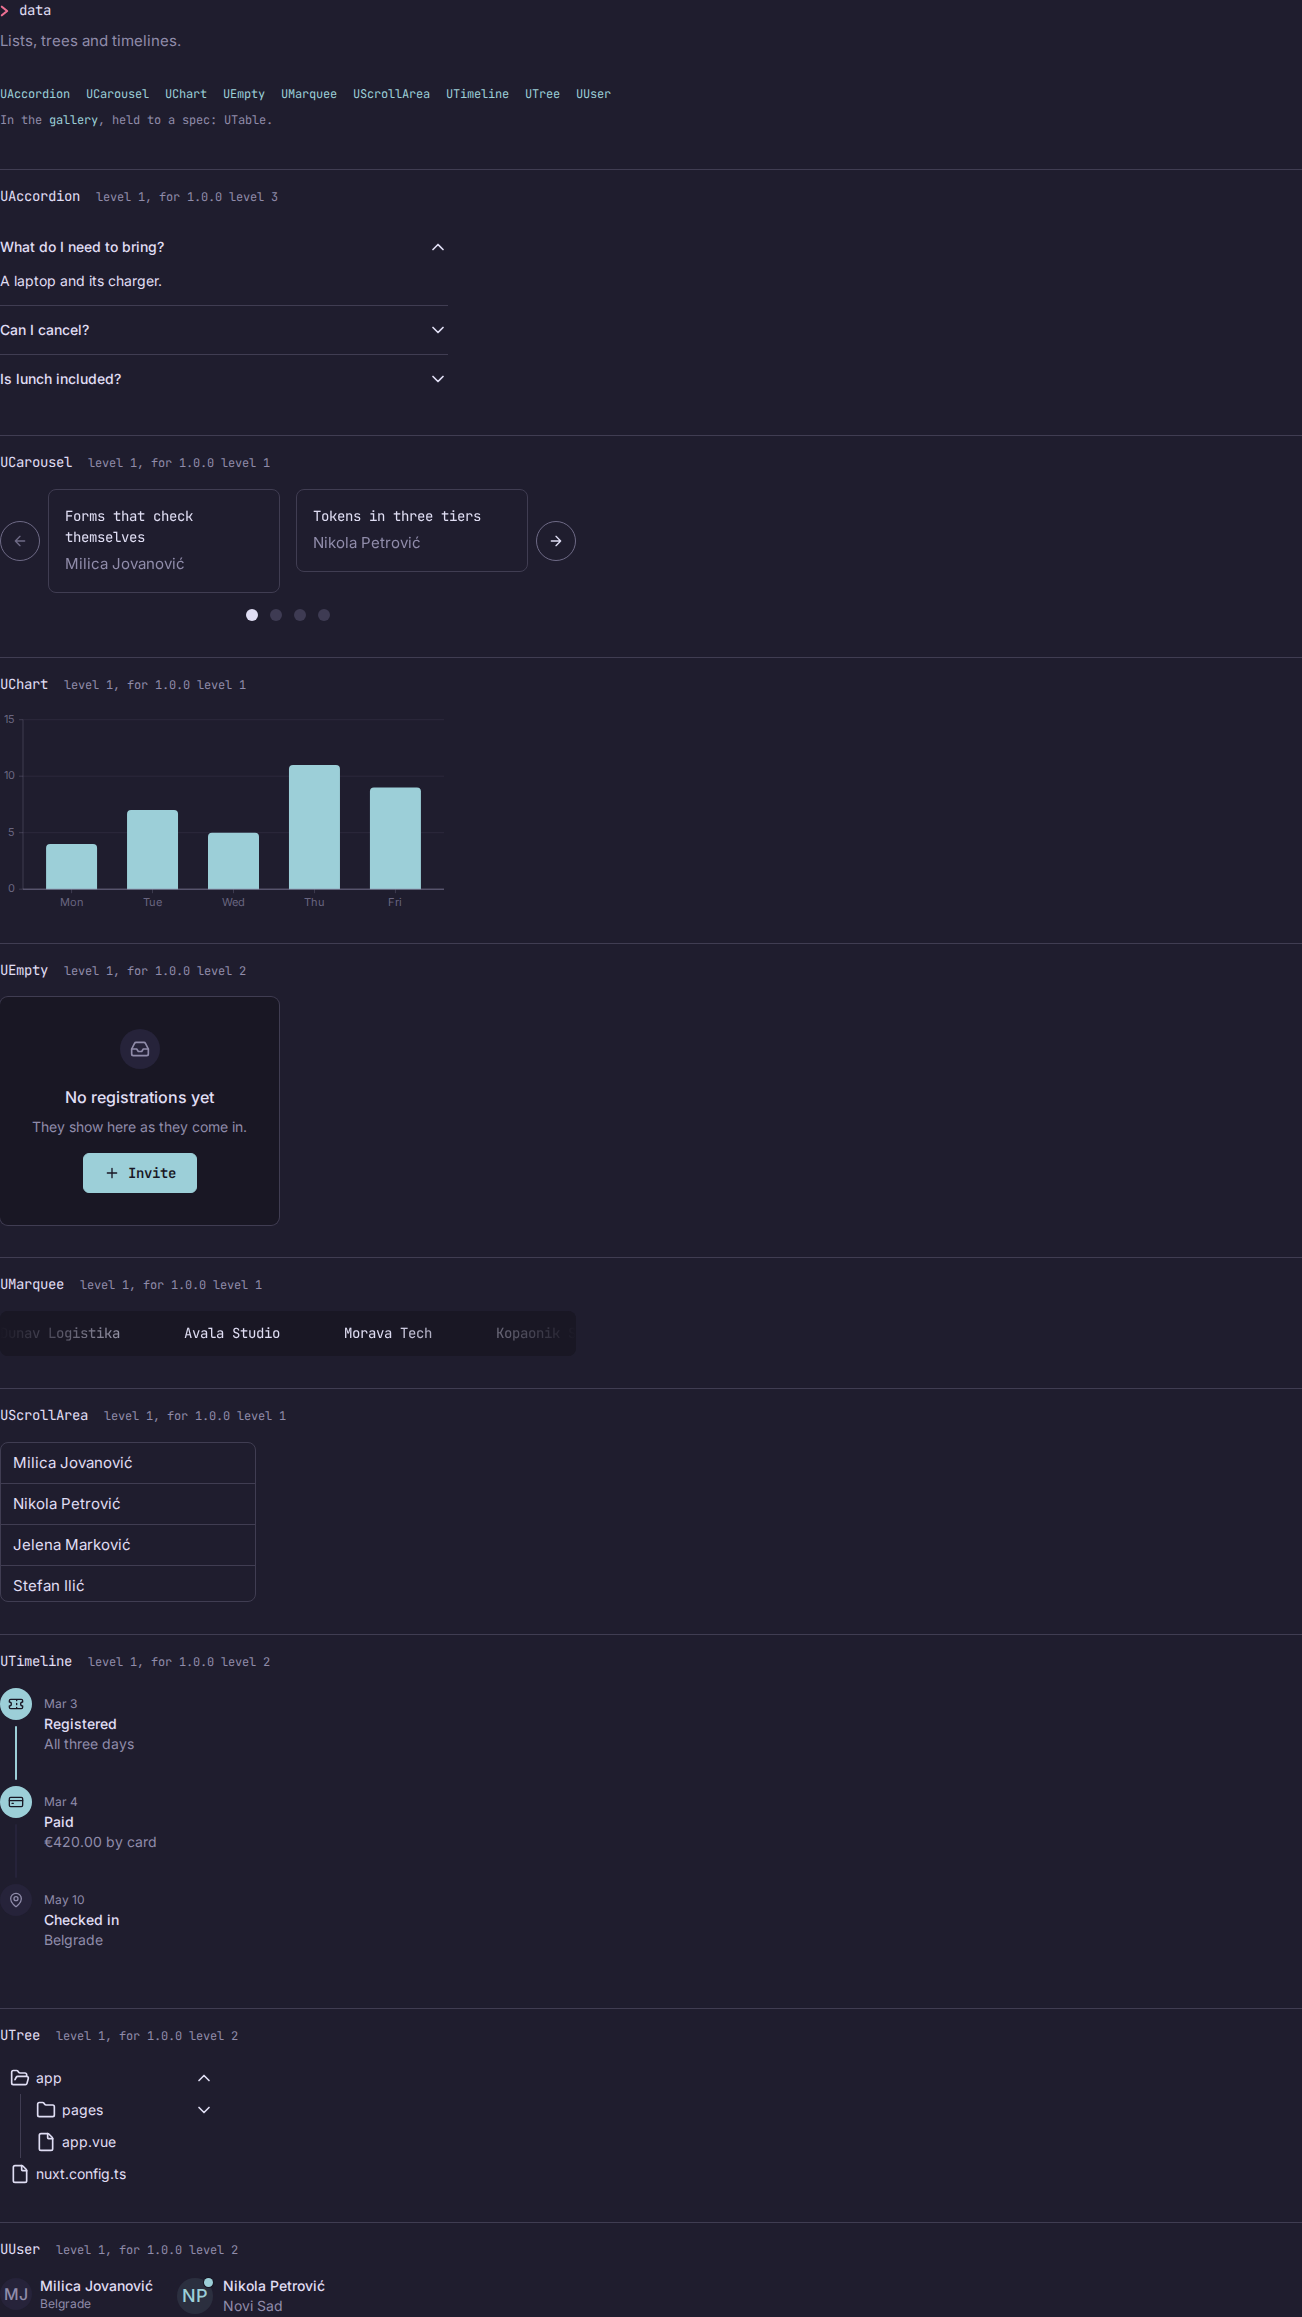 data
Lists, trees and timelines.
UAccordion UCarousel UChart UEmpty UMarquee UScrollArea UTimeline UTree UUser
In the gallery, held to a spec: UTable.
UAccordion level 1, for 1.0.0 level 3
What do I need to bring?
A laptop and its charger.
Can I cancel?
Is lunch included?
UCarousel level 1, for 1.0.0 level 1
Forms that check
themselves
Milica Jovanović
Tokens in three tiers
Nikola Petrović
UChart level 1, for 1.0.0 level 1
15
10
5
0
Mon Tue Wed Thu Fri
UEmpty level 1, for 1.0.0 level 2
No registrations yet
They show here as they come in.
Invite
UMarquee level 1, for 1.0.0 level 1
Logistika Avala Studio Morava Tech Kopaonik
UScrollArea level 1, for 1.0.0 level 1
Milica Jovanović
Nikola Petrović
Jelena Marković
Stefan Ilić
UTimeline level 1, for 1.0.0 level 2
Mar 3
Registered
All three days
Mar 4
Paid
€420.00 by card
May 10
Checked in
Belgrade
UTree level 1, for 1.0.0 level 2
app
pages
app.vue
nuxt.config.ts
UUser level 1, for 1.0.0 level 2
MJ Milica Jovanović
Belgrade
NP Nikola Petrović
Novi Sad